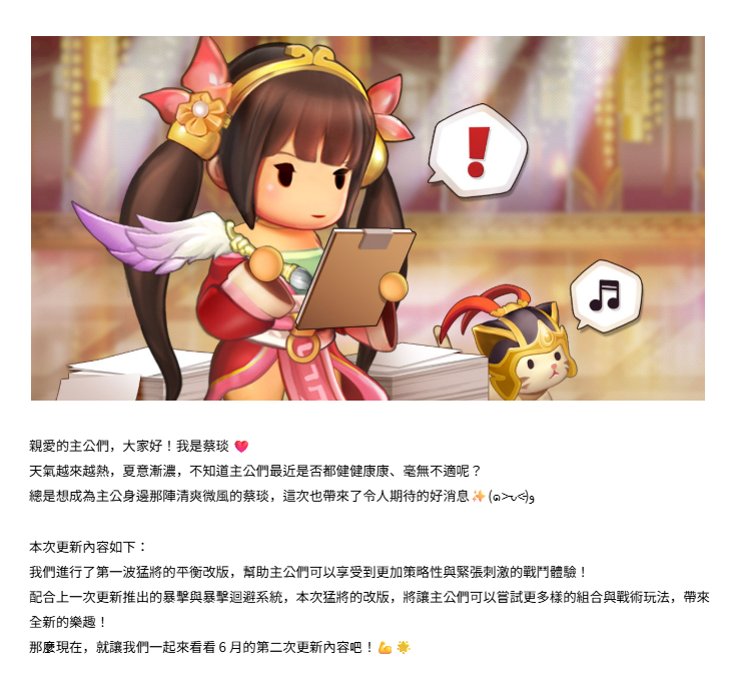 親愛的主公們，大家好！我是蔡琰 💗
天氣越來越熱，夏意漸濃，不知道主公們最近是否都健健康康、毫無不適呢？
總是想成為主公身邊那陣清爽微風的蔡琰，這次也帶來了令人期待的好消息✨(๑˃̵ᴗ˂̵)و
本次更新內容如下：
我們進行了第一波猛將的平衡改版，幫助主公們可以享受到更加策略性與緊張刺激的戰鬥體驗！
配合上一次更新推出的暴擊與暴擊迴避系統，本次猛將的改版，將讓主公們可以嘗試更多樣的組合與戰術玩法，帶來
全新的樂趣！
那麼現在，就讓我們一起來看看 6 月的第二次更新內容吧！💪🌟